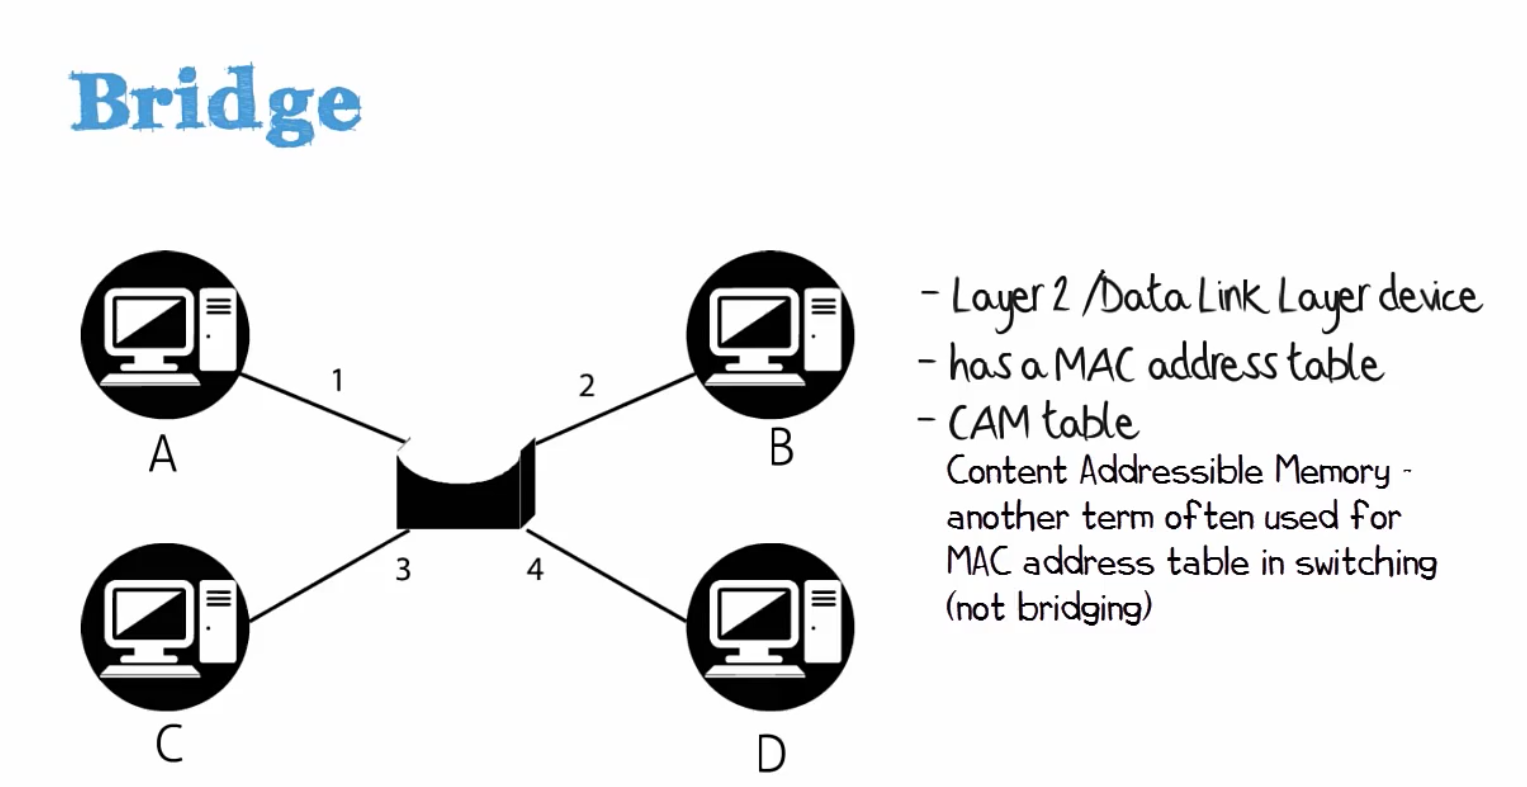 Bridge
1
2
A
B
3
4
C
D
- Layer 2 /Data Link Layer device
- has a MAC address table
- CAM table
Content Addressible Memory -
another term often used for
MAC address table in switching
(not bridging)